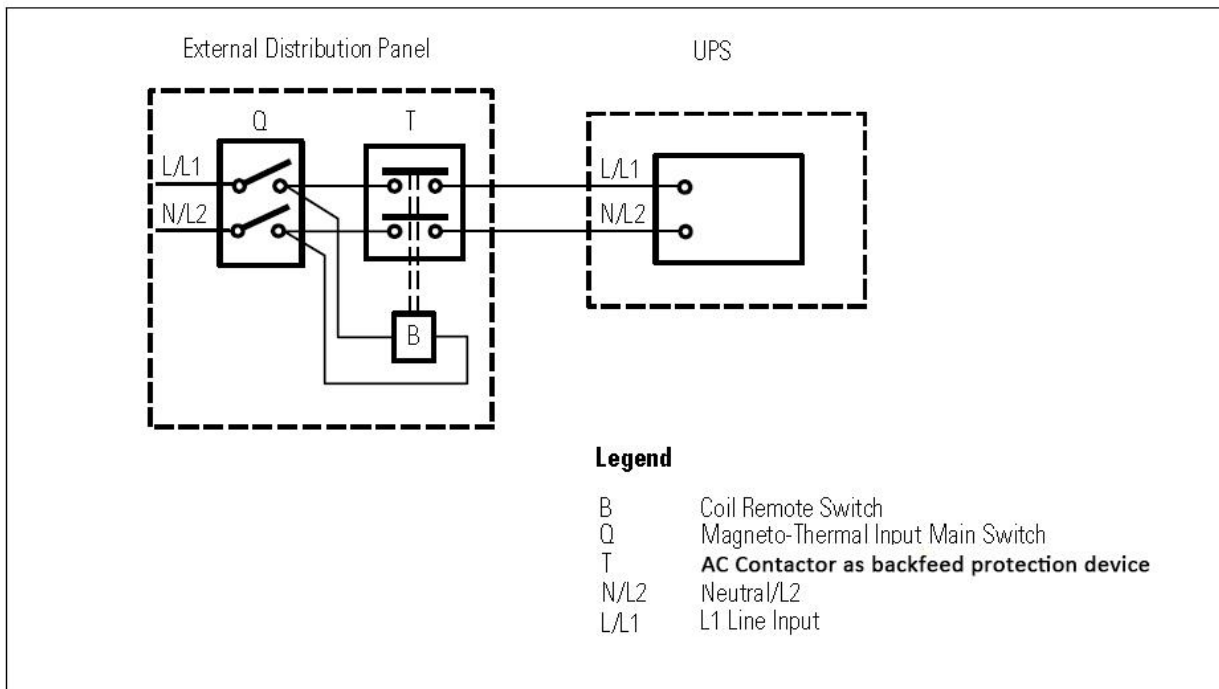 External Distribution Panel
UPS
Q
T
L/L1
N/L2
B
L/L1
N/L2
Legend
B Coil Remote Switch
Q Magneto-Thermal Input Main Switch
T AC Contactor as backfeed protection device
N/L2 Neutral/L2
L/L1 L1 Line Input